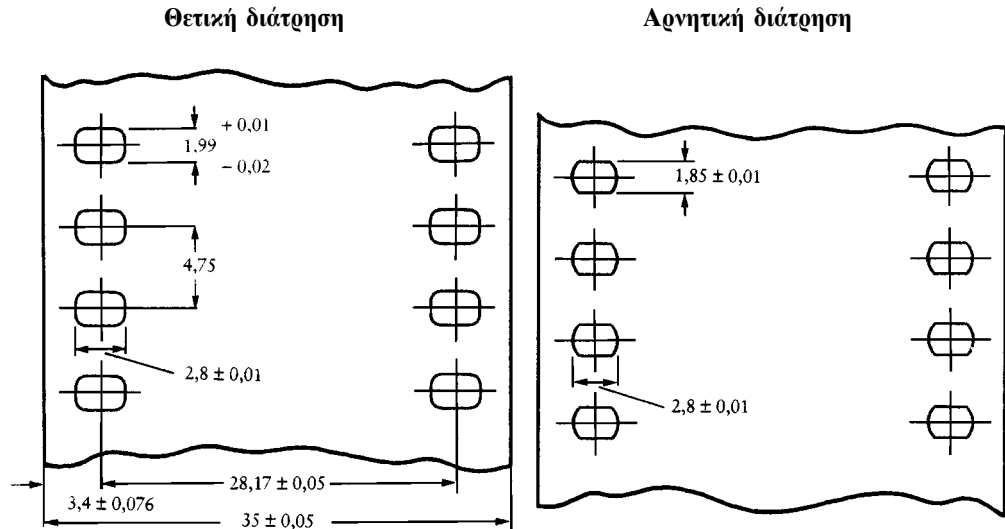 Θετική διάτρηση
Αρνητική διάτρηση
+ 0,01
1,99
– 0,02
4,75
2,8 ± 0,01
28,17 ± 0,05
3,4 ± 0,076
35 ± 0,05
1,85 ± 0,01
2,8 ± 0,01